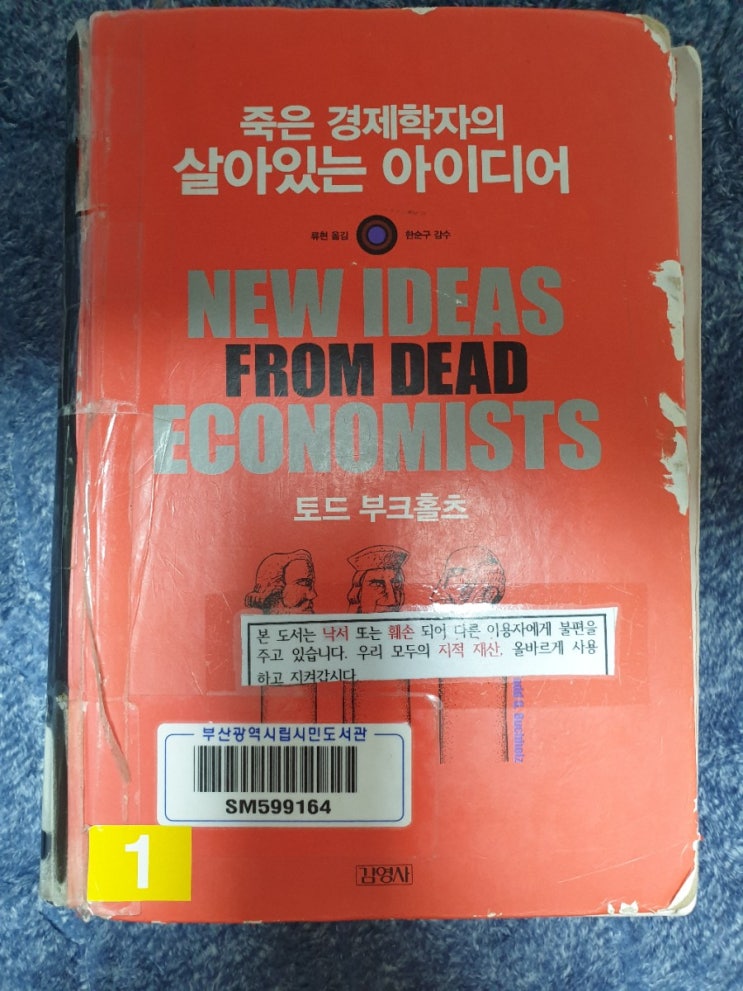 죽은 경제학자의
살아있는 아이디어
류현 옮김
한순구 감수
NEW IDEAS
FROM DEAD
ECONOMISTS
토드 부크홀츠
본 도서는 낙서 또는 훼손 되어 다른 이용자에게 불편을
주고 있습니다. 우리 모두의 지적 재산, 올바르게 사용
하고 지켜갑시다
Buchholz
부산광역시립시민도서관
SM599164
1
김영사